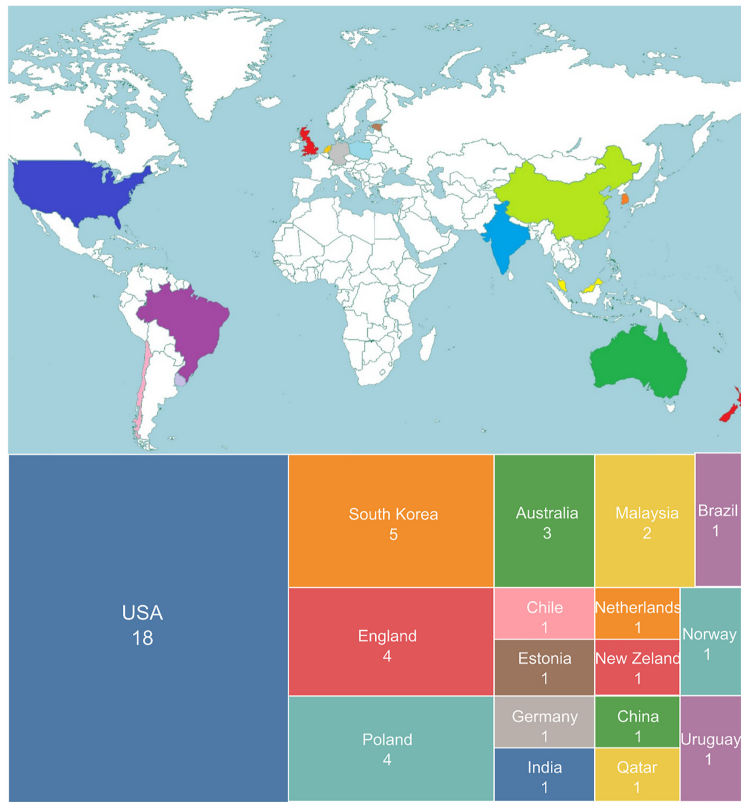 USA
18
South Korea
5
England
4
Poland
4
Australia
3
Malaysia
2
Brazil
1
Chile
1
Netherlands
1
Norway
1
Estonia
1
New Zeland
1
Germany
1
China
1
Uruguay
1
India
1
Qatar
1